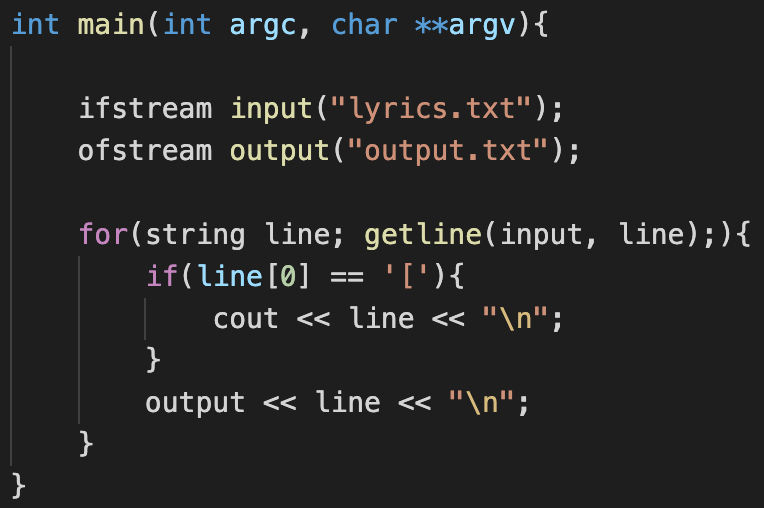 int main(int argc, char **argv){
ifstream input("lyrics.txt");
ofstream output("output.txt");
for(string line; getline(input, line);){
if(line[0] == '['){
cout << line << "\n";
}
output << line << "\n";
}
}